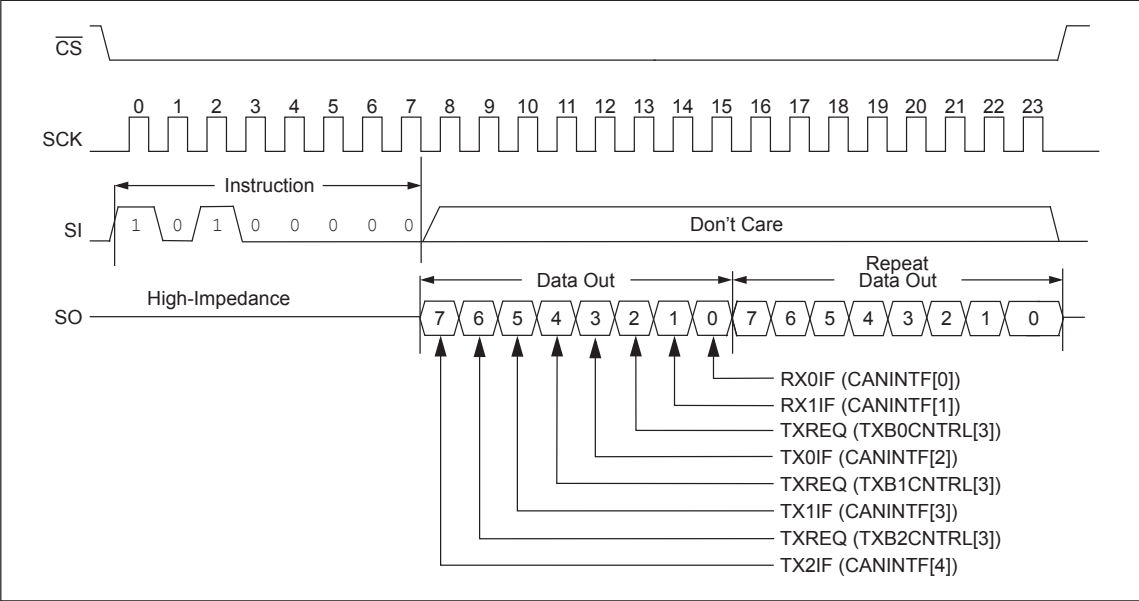 CS
0 1 2 3 4 5 6 7 8 9 10 11 12 13 14 15 16 17 18 19 20 21 22 23
SCK
Instruction
SI
1 0 1 0 0 0 0 0
Don't Care
Data Out
Repeat
Data Out
High-Impedance
SO
7 6 5 4 3 2 1 0 7 6 5 4 3 2 1 0
RX0IF (CANINTF[0])
RX1IF (CANINTF[1])
TXREQ (TXB0CNTRL[3])
TX0IF (CANINTF[2])
TXREQ (TXB1CNTRL[3])
TX1IF (CANINTF[3])
TXREQ (TXB2CNTRL[3])
TX2IF (CANINTF[4])